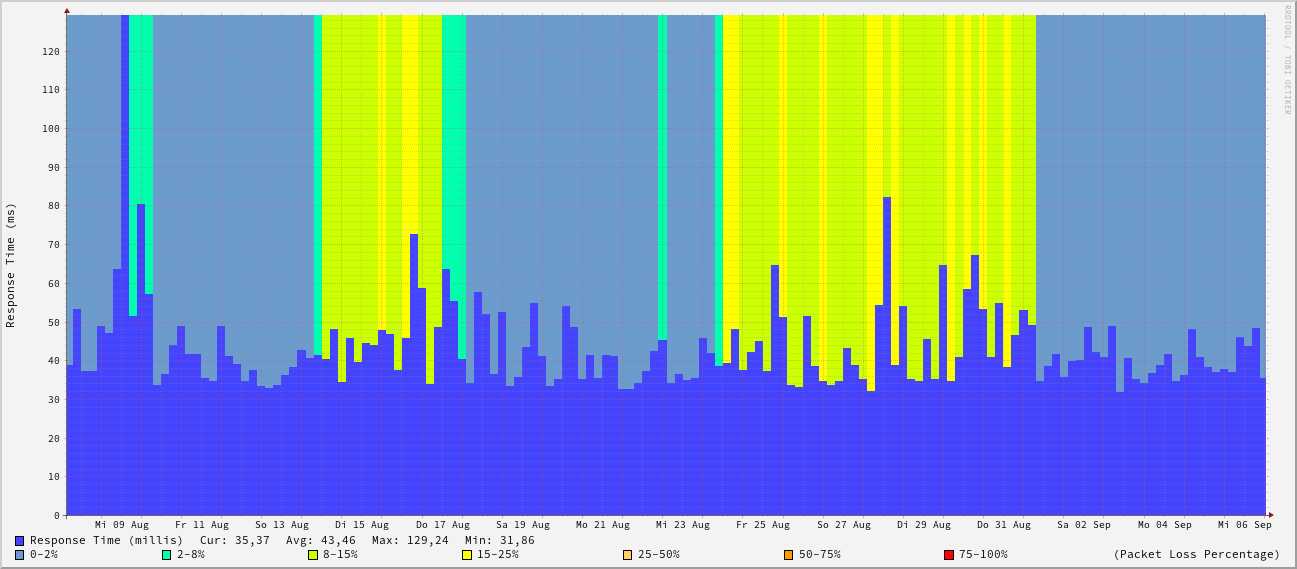 RRDTOOL / TOBI OETIKER
Response Time (ms)
120
110
100
90
80
70
60
50
40
30
20
10
0
Mi 09 Aug Fr 11 Aug So 13 Aug Di 15 Aug Do 17 Aug Sa 19 Aug Mo 21 Aug Mi 23 Aug Fr 25 Aug So 27 Aug Di 29 Aug Do 31 Aug Sa 02 Sep Mo 04 Sep Mi 06 Sep
Response Time (millis) Cur: 35,37 Avg: 43,46 Max: 129,24 Min: 31,86
0-2% 2-8% 8-15% 15-25% 25-50% 50-75% 75-100% (Packet Loss Percentage)